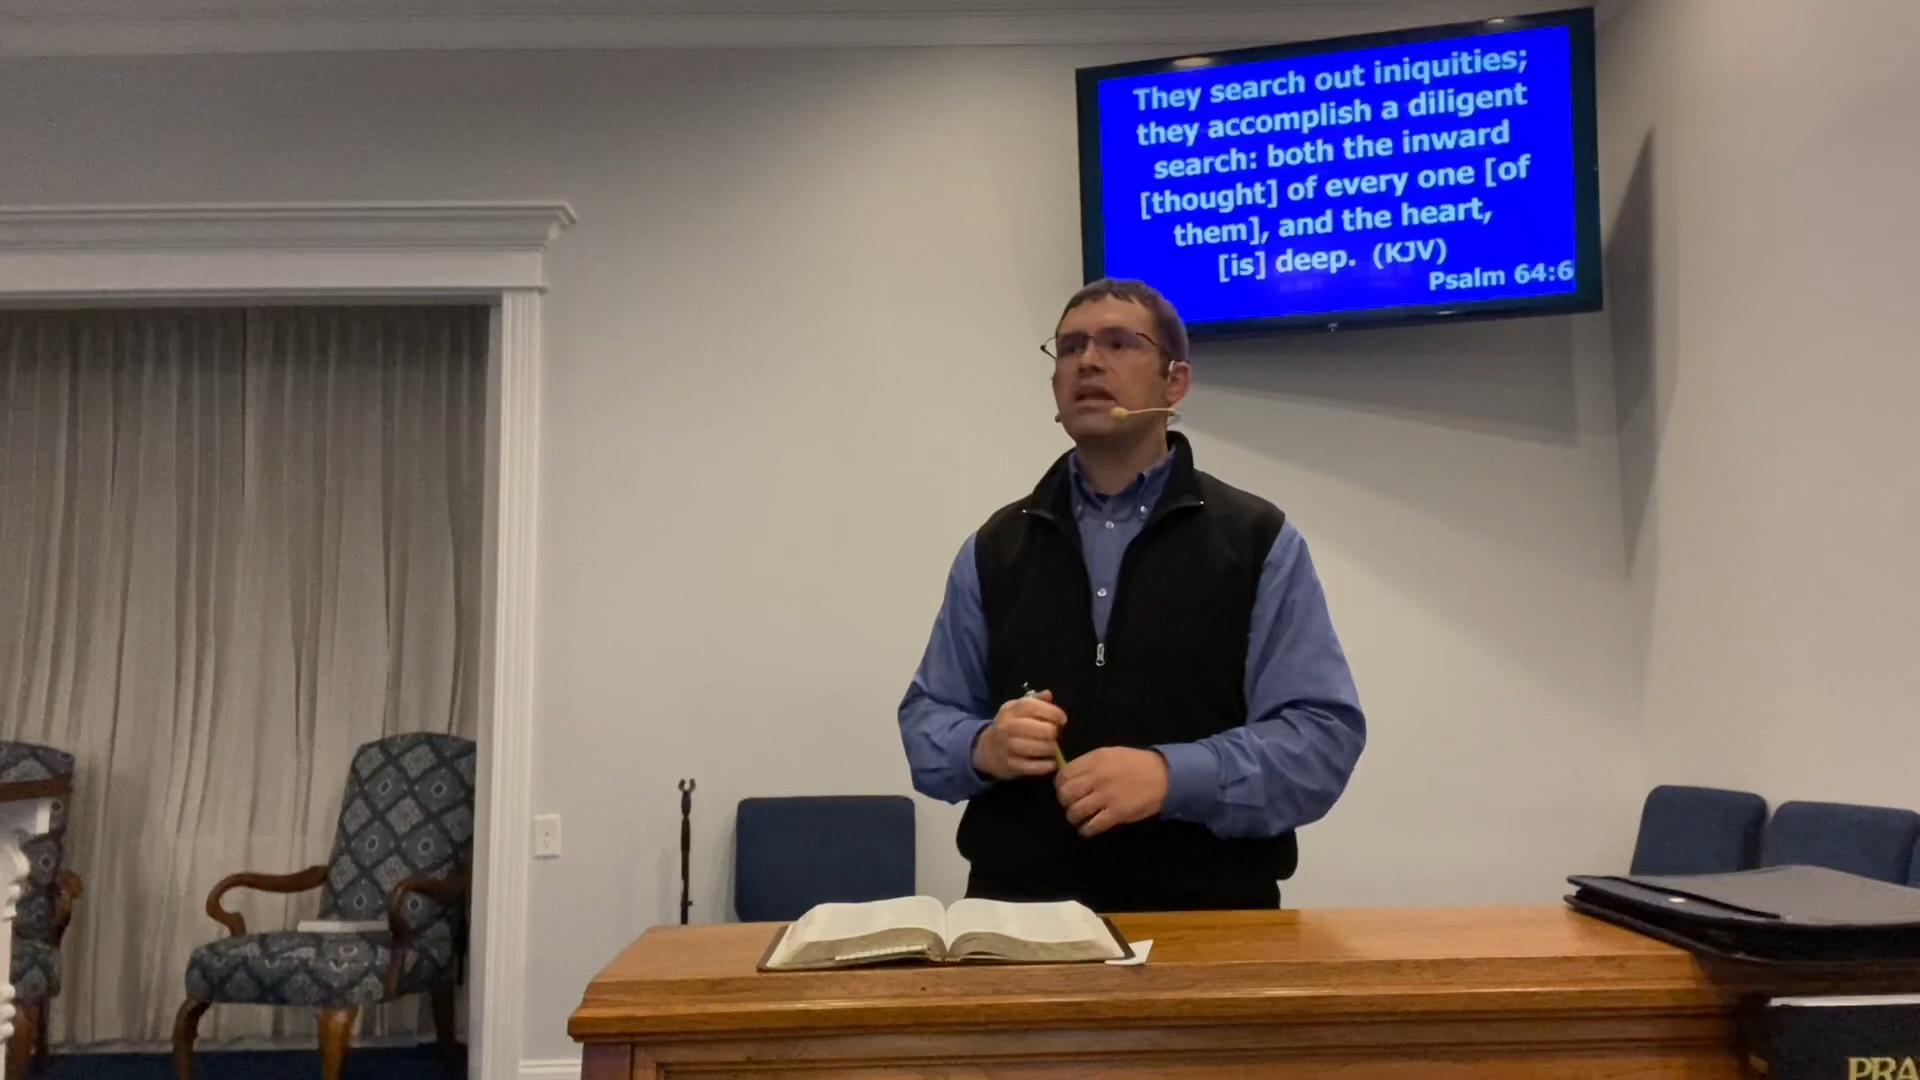 They search out iniquities;
they accomplish a diligent
search: both the inward
[thought] of every one [of
them], and the heart,
[is] deep.  (KJV)
Psalm 64:6
PRA